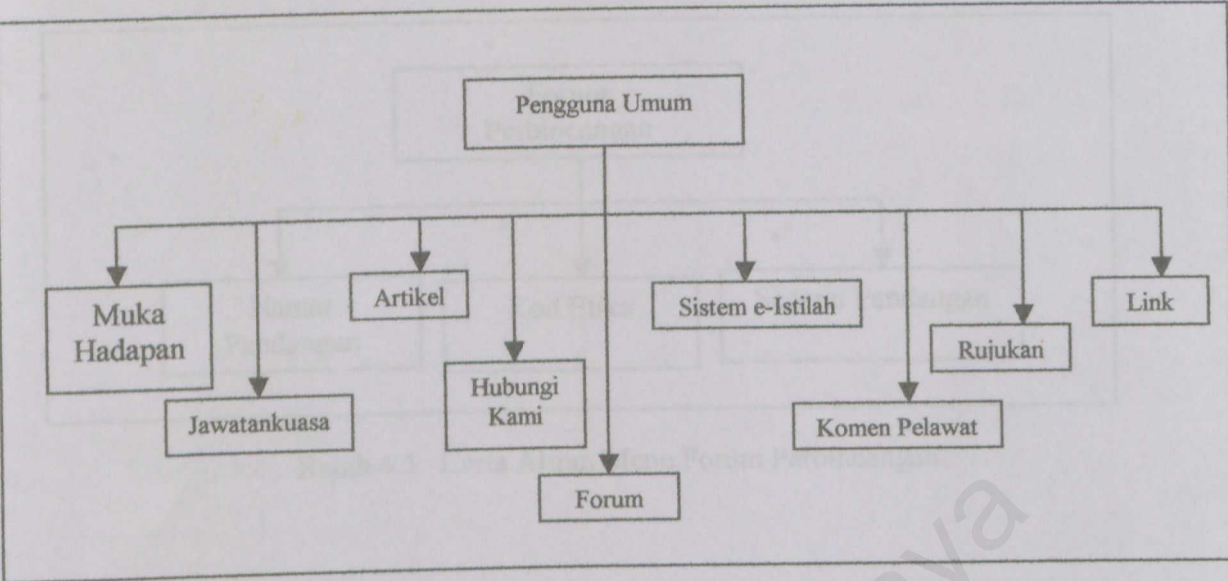 Pengguna Umum
Muka
Hadapan
Jawatankuasa
Artikel
Hubungi
Kami
Forum
Sistem e-Istilah
Komen Pelawat
Rujukan
Link